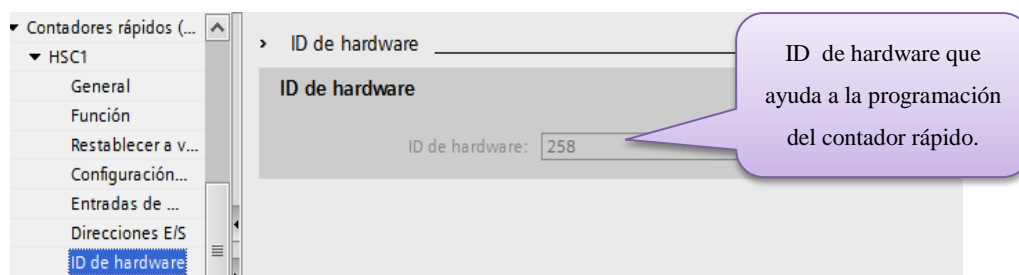 Contadores rápidos (...
HSC1
General
Función
Restablecer a v...
Configuración...
Entradas de ...
Direcciones E/S
ID de hardware
ID de hardware
ID de hardware
ID de hardware: 258
ID de hardware que
ayuda a la programación
del contador rápido.